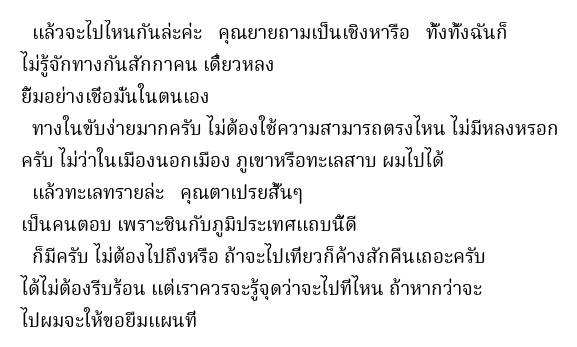 แล้วจะไปไหนกันล่ะค่ะ คุณยายถามเป็นเชิงหารือ ทั้งทั้งฉันก็
ไม่รู้จักทางกันสักกาคน เดี๋ยวหลง
ยิ้มอย่างเชื่อมั่นในตนเอง
ทางในขับง่ายมากครับ ไม่ต้องใช้ความสามารถตรงไหน ไม่มีหลงหรอก
ครับ ไม่ว่าในเมืองนอกเมือง ภูเขาหรือทะเลสาบ ผมไปได้
แล้วทะเลทรายล่ะ คุณตาเปรยสั้นๆ
เป็นคนตอบ เพราะชินกับภูมิประเทศแถบนี้ดี
ก็มีครับ ไม่ต้องไปถึงหรือ ถ้าจะไปเที่ยวก็ค้างสักคืนเถอะครับ
ได้ไม่ต้องรีบร้อน แต่เราควรจะรู้จุดว่าจะไปที่ไหน ถ้าหากว่าจะ
ไปผมจะให้ขอยืมแผนที่